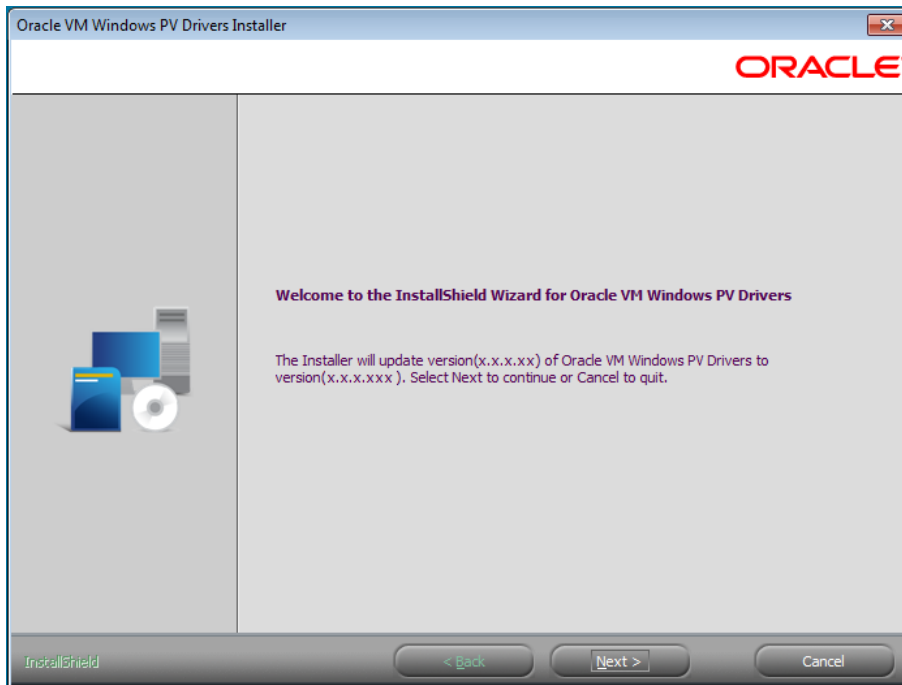 Oracle VM Windows PV Drivers Installer
ORACLE
Welcome to the InstallShield Wizard for Oracle VM Windows PV Drivers
The Installer will update version(x.x.x.xx) of Oracle VM Windows PV Drivers to
version(x.x.x.xxx ). Select Next to continue or Cancel to quit.
InstallShield
< Back
Next >
Cancel